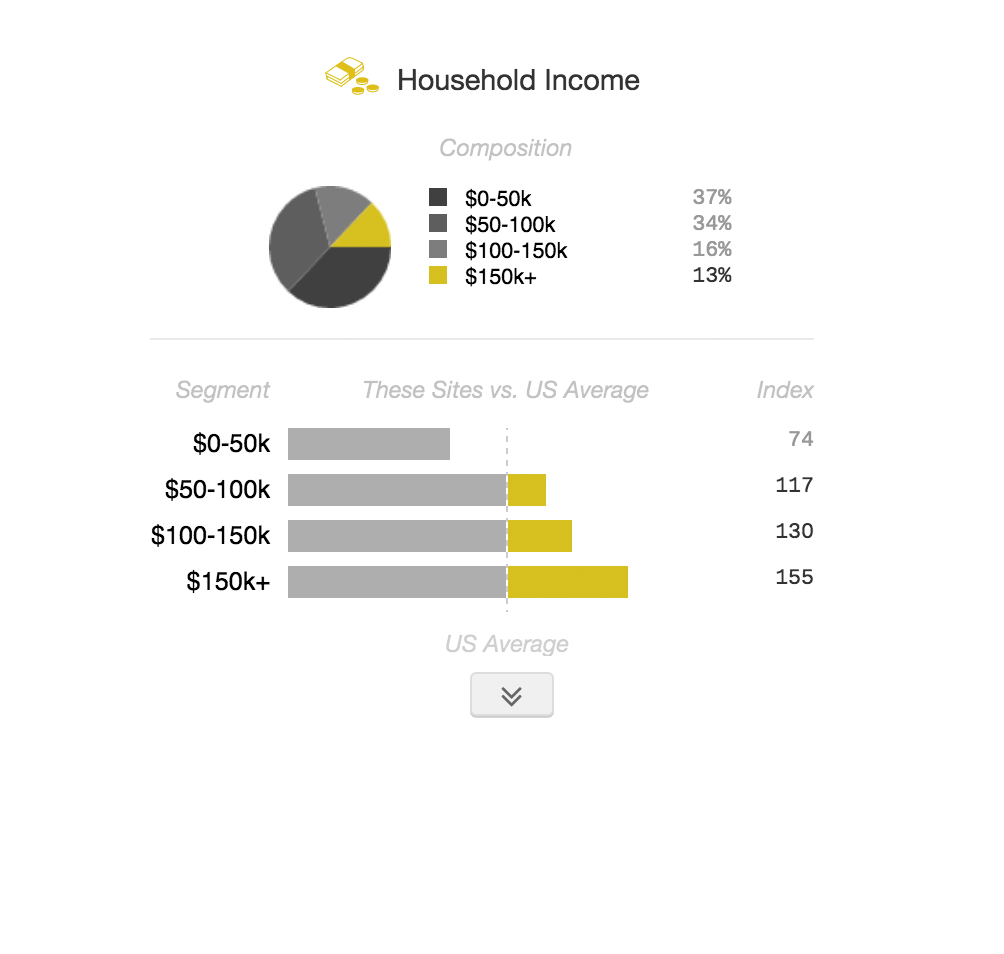 Household Income
Composition
$0-50k 37%
$50-100k 34%
$100-150k 16%
$150k+ 13%
Segment These Sites vs. US Average Index
$0-50k 74
$50-100k 117
$100-150k 130
$150k+ 155
US Average